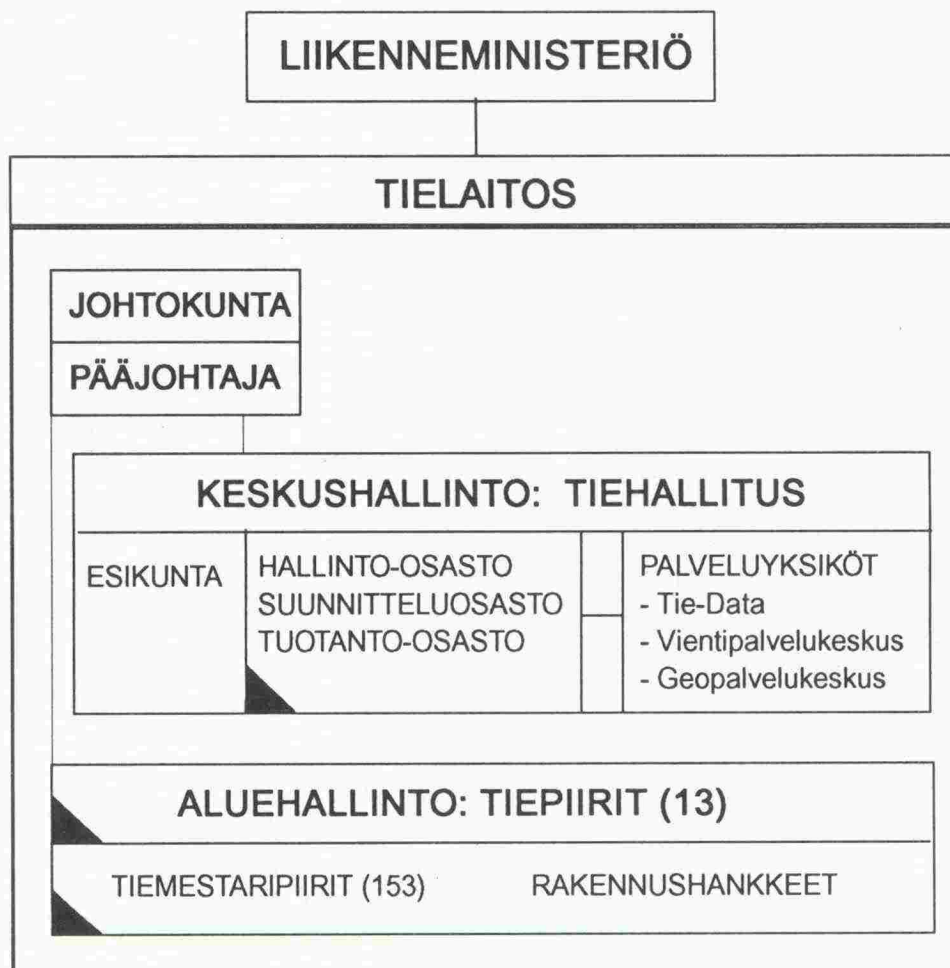 LIIKENNEMINISTERIÖ
TIELAITOS
JOHTOKUNTA
PÄÄJOHTAJA
KESKUSHALLINTO: TIEHALLITUS
ESIKUNTA
HALLINTO-OSASTO
SUUNNITTELUOSASTO
TUOTANTO-OSASTO
PALVELUYKSIKÖT
- Tie-Data
- Vientipalvelukeskus
- Geopalvelukeskus
ALUEHALLINTO: TIEPIIRIT (13)
TIEMESTARIPIIRIT (153)
RAKENNUSHANKKEET